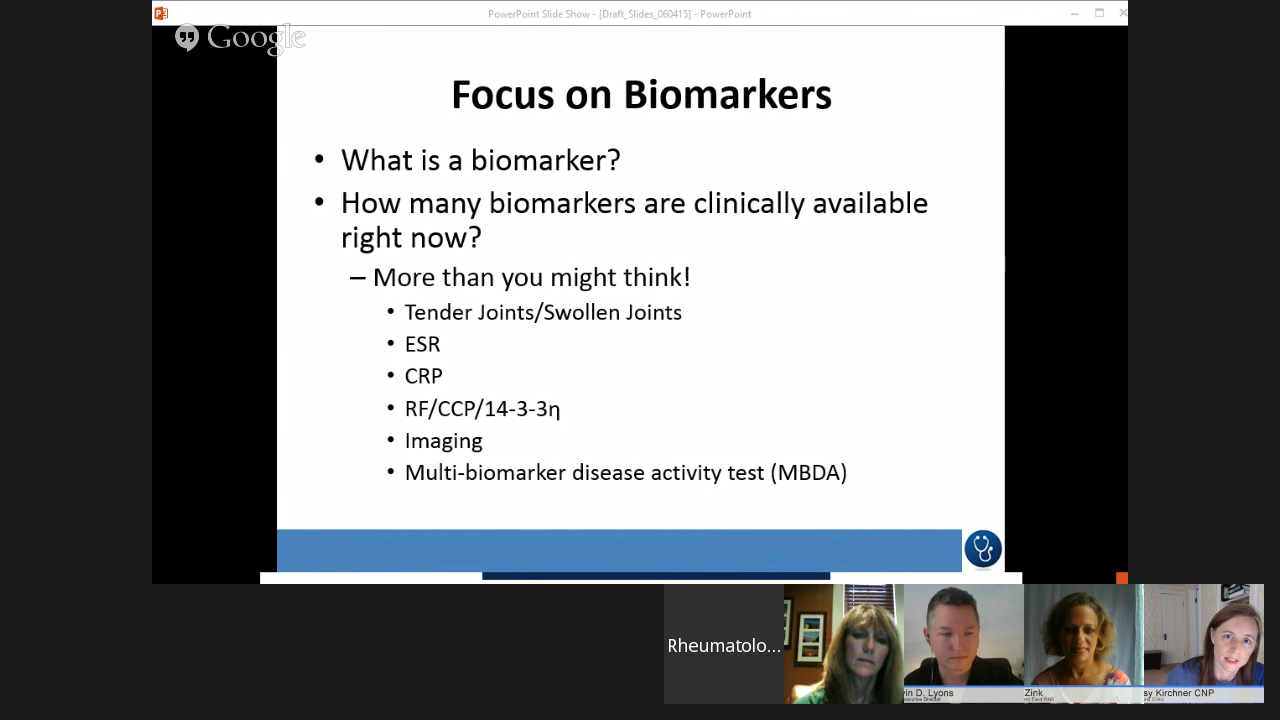 PowerPoint Slide Show - [Draft_Slides_060415] - PowerPoint
Google
Focus on Biomarkers
• What is a biomarker?
• How many biomarkers are clinically available
right now?
– More than you might think!
• Tender Joints/Swollen Joints
• ESR
• CRP
• RF/CCP/14-3-3η
• Imaging
• Multi-biomarker disease activity test (MBDA)
Rheumatolo...
vin D. Lyons
Zink
sy Kirchner CNP